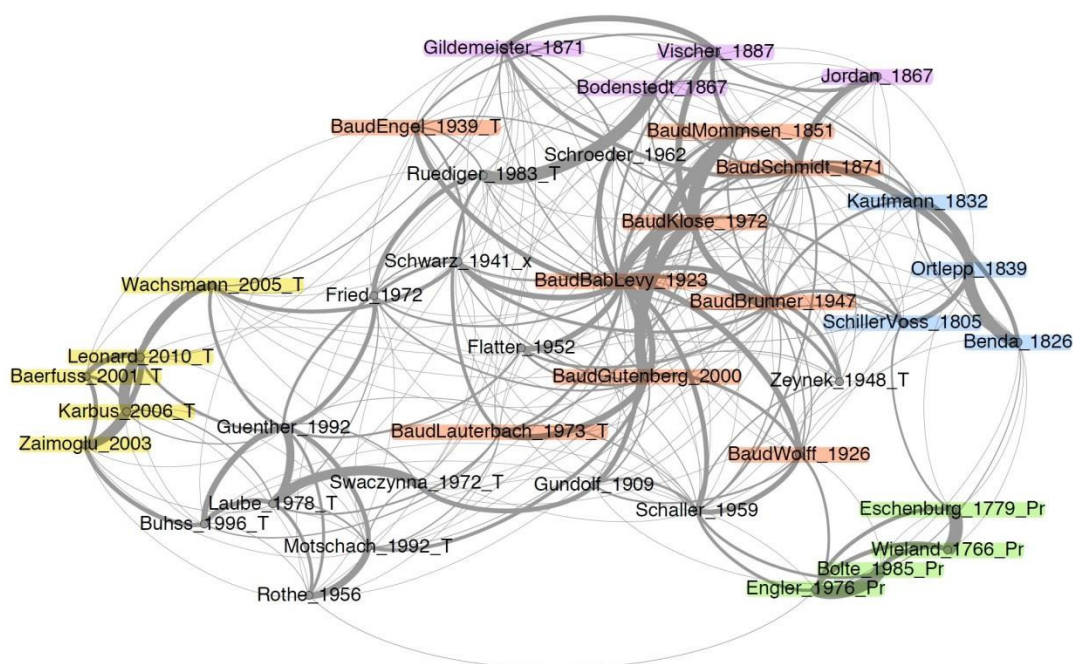 Gildemeister_1871
Vischer_1887
Jordan_1867
Bodenstedt_1867
BaudEngel_1939_T
BaudMommsen_1851
Schroeder_1962
BaudSchmidt_1871
Ruediger_1983_T
Kaufmann_1832
BaudKlose_1972
Schwarz_1941_x
Ortlepp_1839
Wachsmann_2005_T
BaudBabLevy_1923
Fried_1972
BaudBrunner_1947
SchillerVoss_1805
Benda_1826
Flatter_1952
Leonard_2010_T
Baerfuss_2001_T
BaudGutenberg_2000
Zeynek_1948_T
Karbus_2006_T
Guenther_1992
BaudLauterbach_1973_T
Zaimoglu_2003
BaudWolff_1926
Swaczynna_1972_T
Gundolf_1909
Laube_1978_T
Schaller_1959
Eschenburg_1779_Pr
Buhss_1996_T
Motschach_1992_T
Wieland_1766_Pr
Bolte_1985_Pr
Engler_1976_Pr
Rothe_1956